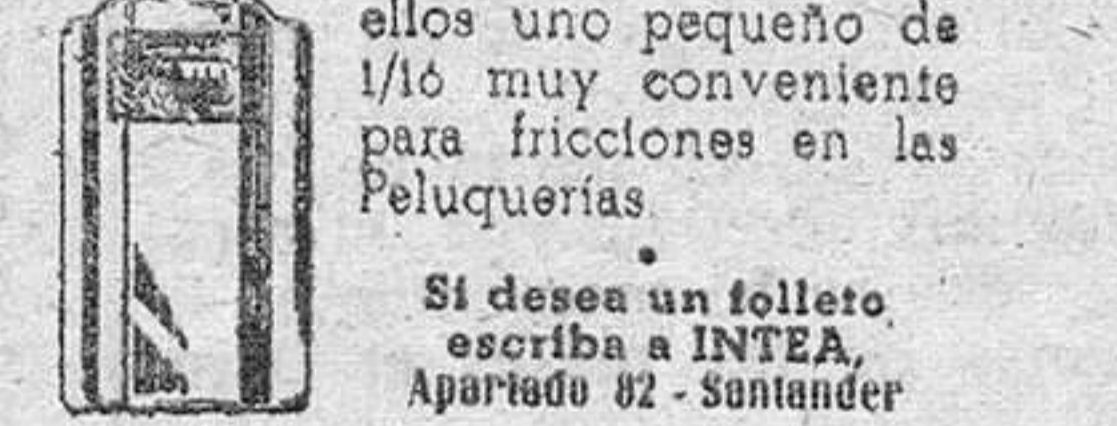 ellos uno pequeño de
1/16 muy conveniente
para fricciones en las
Peluquerías
•
Si desea un folleto
escriba a INTEA,
Apartado 82 - Santander